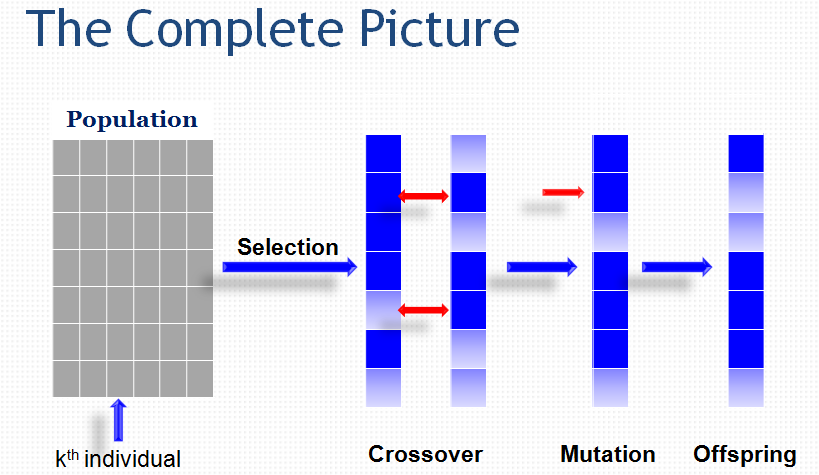 The Complete Picture
Population
Selection
kth individual
Crossover
Mutation
Offspring